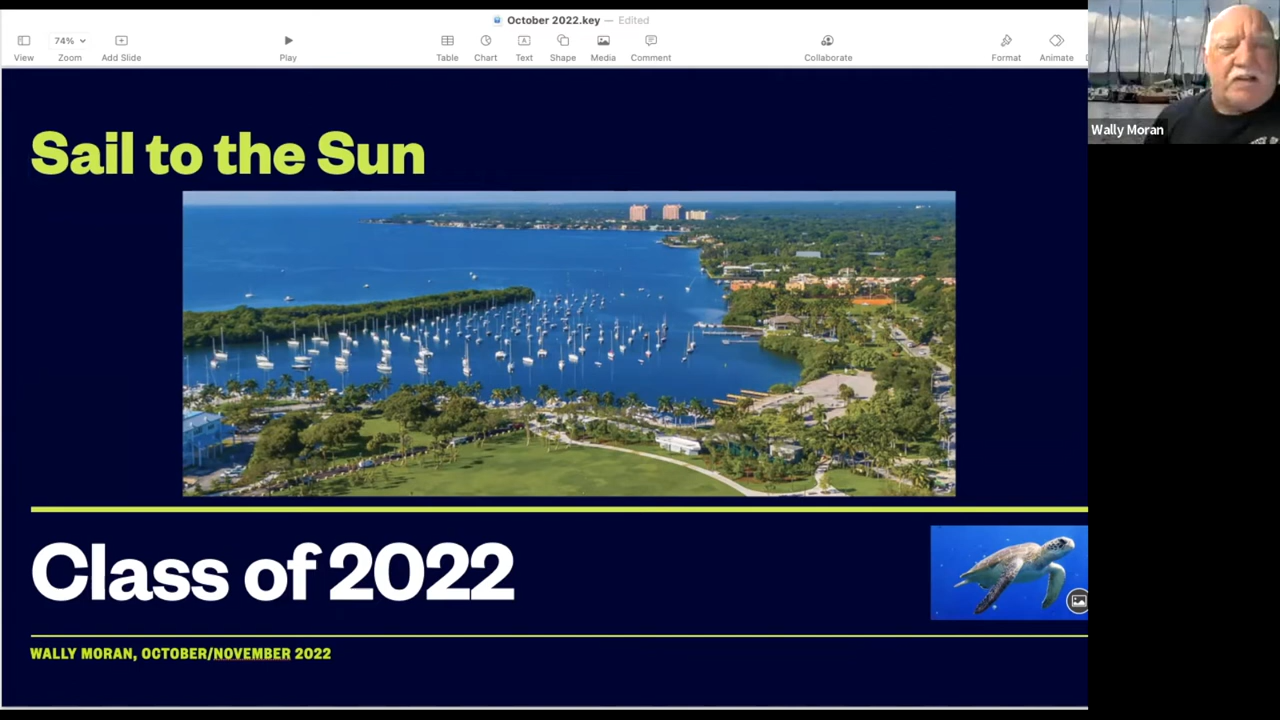 October 2022.key — Edited
74%
View Zoom Add Slide Play Table Chart Text Shape Media Comment Collaborate Format Animate
Wally Moran
Sail to the Sun
Class of 2022
WALLY MORAN, OCTOBER/NOVEMBER 2022